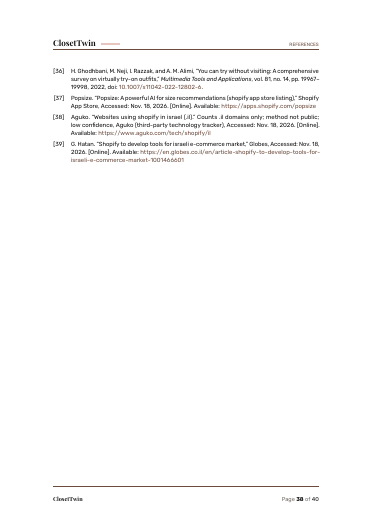 ClosetTwin
REFERENCES
[36] H. Ghodhbani, M. Neji, I. Razzak, and A. M. Alimi, "You can try without visiting: A comprehensive
survey on virtually try-on outfits," Multimedia Tools and Applications, vol. 81, no. 14, pp. 19967–
19998, 2022, doi: 10.1007/s11042-022-12802-6.
[37] Popsize. "Popsize: A powerful AI for size recommendations (shopify app store listing)," Shopify
App Store, Accessed: Nov. 18, 2026. [Online]. Available: https://apps.shopify.com/popsize
[38] Aguko. "Websites using shopify in israel (.il)," Counts .il domains only; method not public:
low confidence, Aguko (third-party technology tracker), Accessed: Nov. 18, 2026. [Online].
Available: https://www.aguko.com/tech/shopify/il
[39] G. Hatan. "Shopify to develop tools for israeli e-commerce market," Globes, Accessed: Nov. 18,
2026. [Online]. Available: https://en.globes.co.il/en/article-shopify-to-develop-tools-for-
israeli-e-commerce-market-1001466601
ClosetTwin
Page 38 of 40